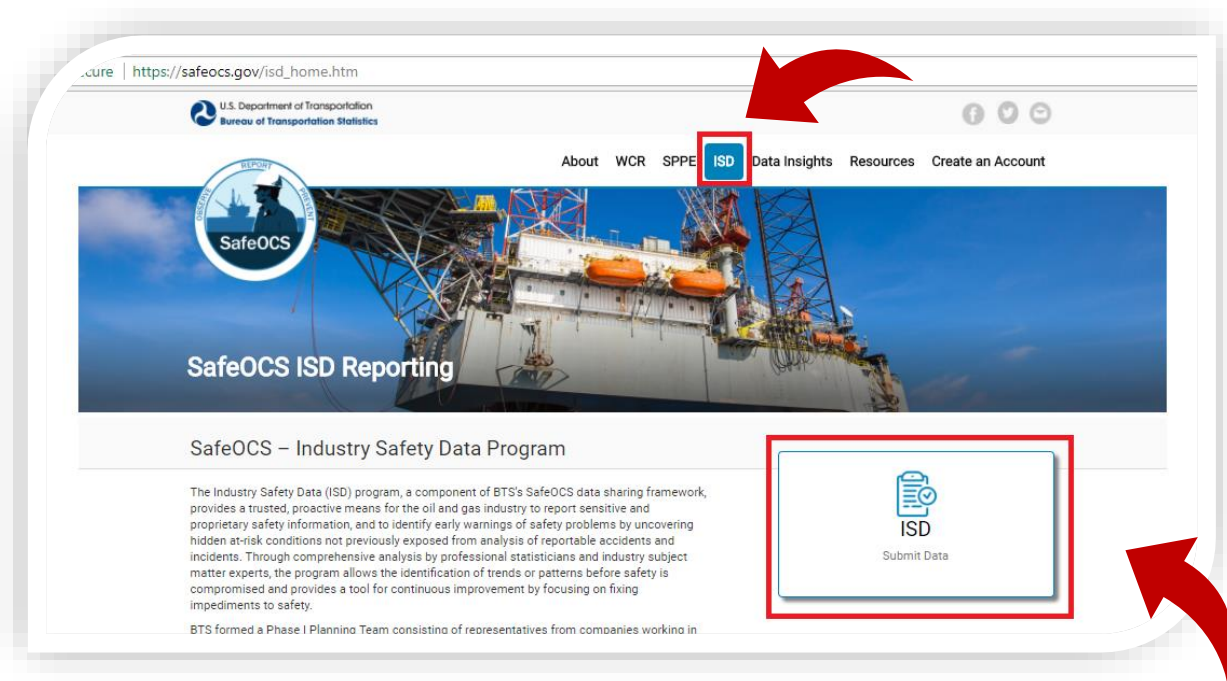 https://safeocs.gov/isd_home.htm
U.S. Department of Transportation
Bureau of Transportation Statistics
About WCR SPPE ISD Data Insights Resources Create an Account
OBSERVE REPORT PREVENT
SafeOCS
SafeOCS ISD Reporting
SafeOCS – Industry Safety Data Program
The Industry Safety Data (ISD) program, a component of BTS's SafeOCS data sharing framework,
provides a trusted, proactive means for the oil and gas industry to report sensitive and
proprietary safety information, and to identify early warnings of safety problems by uncovering
hidden at-risk conditions not previously exposed from analysis of reportable accidents and
incidents. Through comprehensive analysis by professional statisticians and industry subject
matter experts, the program allows the identification of trends or patterns before safety is
compromised and provides a tool for continuous improvement by focusing on fixing
impediments to safety.
BTS formed a Phase I Planning Team consisting of representatives from companies working in
ISD
Submit Data